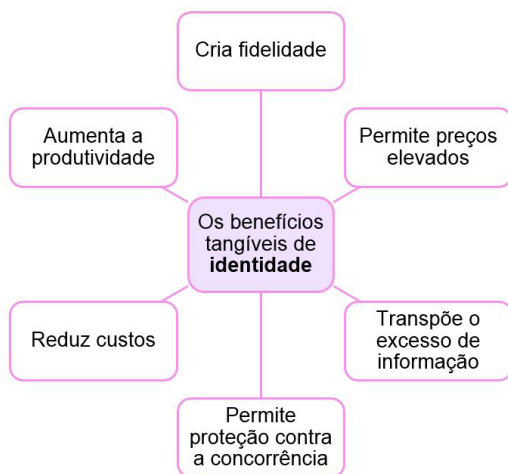 Cria fidelidade
Aumenta a
produtividade
Permite preços
elevados
Os benefícios
tangíveis de
identidade
Reduz custos
Transpõe o
excesso de
informação
Permite
proteção contra
a concorrência